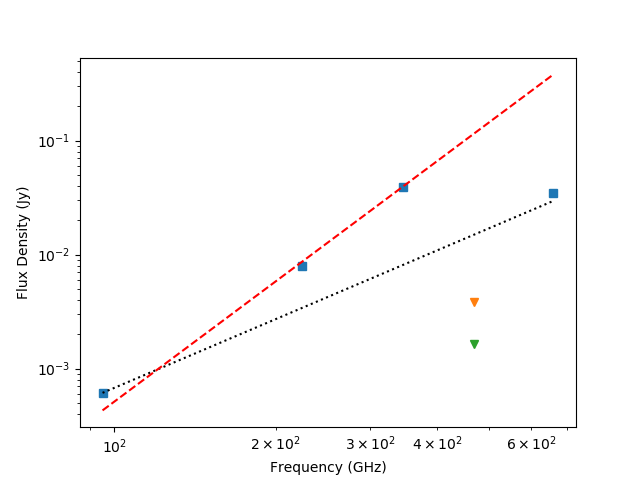 10⁻¹
10⁻²
10⁻³
Flux Density (Jy)
10² 2 × 10² 3 × 10² 4 × 10² 6 × 10²
Frequency (GHz)